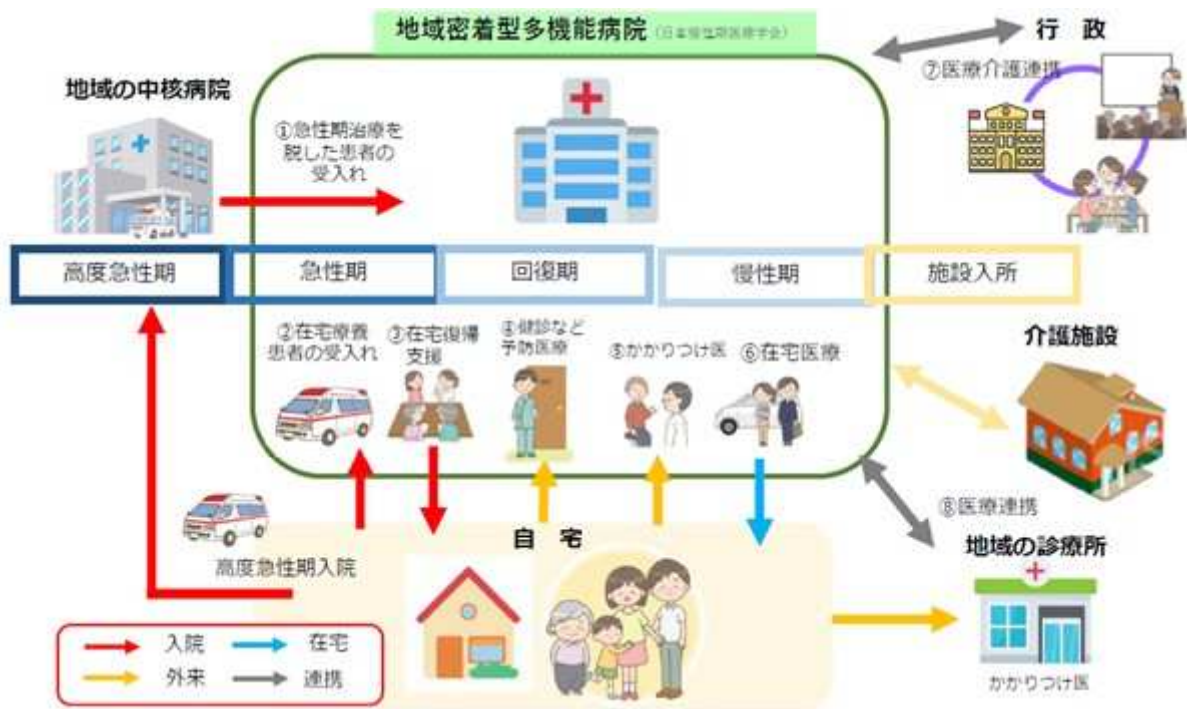 地域密着型多機能病院 (日本慢性期医療学会)
行 政
⑦医療介護連携
地域の中核病院
①急性期治療を
脱した患者の
受入れ
高度急性期
急性期
回復期
慢性期
施設入所
②在宅療養
患者の受入れ
③在宅復帰
支援
④健診など
予防医療
⑤かかりつけ医
⑥在宅医療
介護施設
⑧医療連携
地域の診療所
かかりつけ医
自 宅
高度急性期入院
入院
在宅
外来
連携